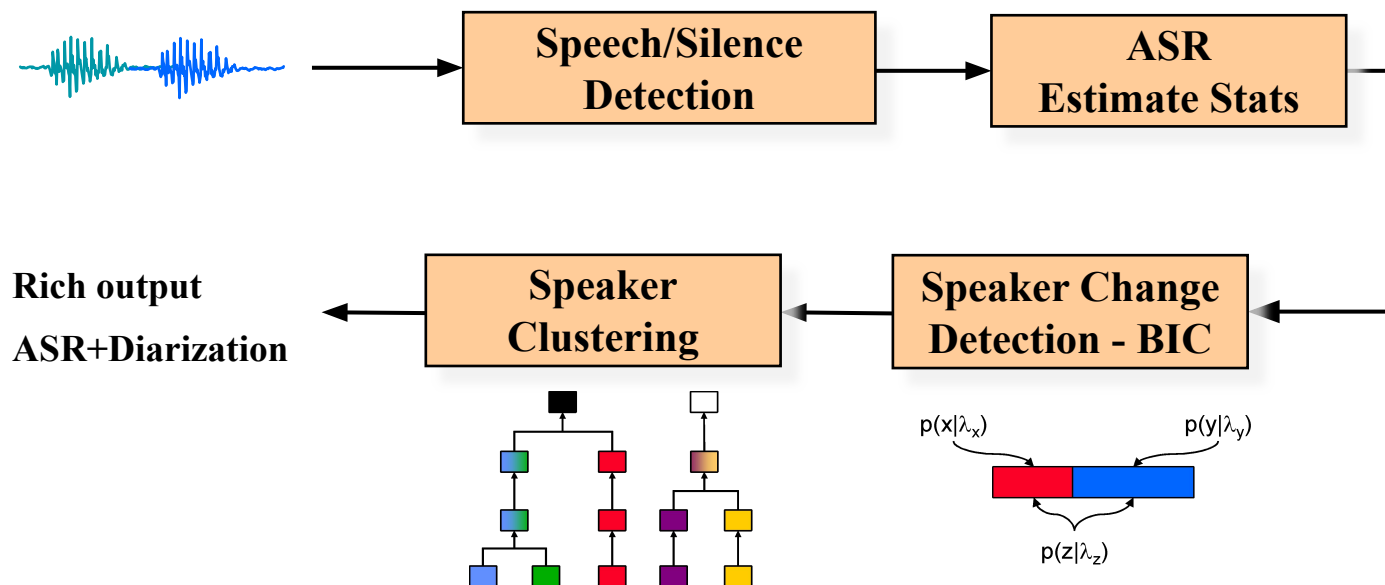 Speech/Silence
Detection
ASR
Estimate Stats
Speaker Change
Detection - BIC
Speaker
Clustering
Rich output
ASR+Diarization
p(x|λx)
p(y|λy)
p(z|λz)